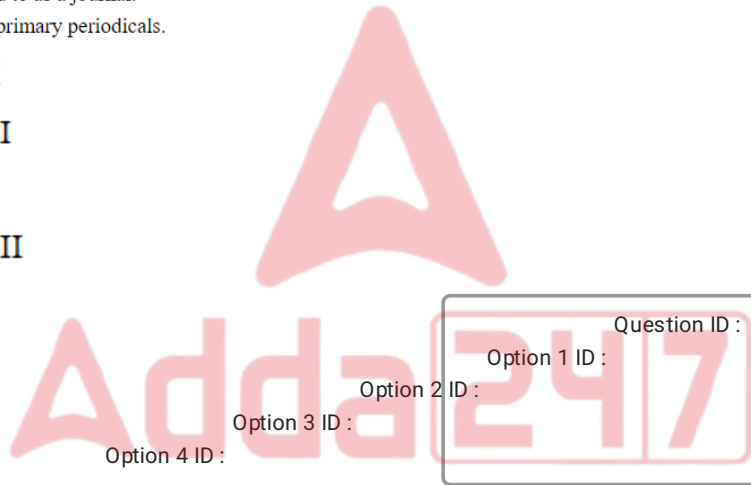 primary periodicals.
I
II
Question ID :
Option 1 ID :
Option 2 ID :
Option 3 ID :
Option 4 ID :
Adda247